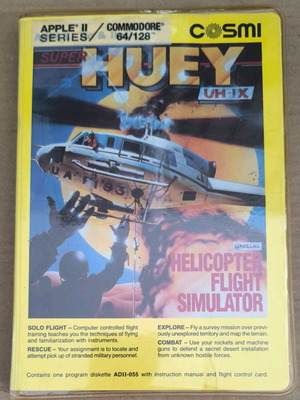 APPLE® II SERIES / COMMODORE® 64/128™
COSMI
SUPER
HUEY
UH-IX
HELICOPTER
FLIGHT
SIMULATOR
SOLO FLIGHT – Computer controlled flight
training teaches you the techniques of flying
and familiarization with instruments.
RESCUE – Your assignment is to locate and
attempt pick up of stranded military personnel.
EXPLORE – Fly a survey mission over previ-
ously unexplored territory and map the terrain.
COMBAT – Use your rockets and machine
guns to defend a secret desert installation
from unknown hostile forces.
Contains one program diskette ADII-055 with instruction manual and flight control card.